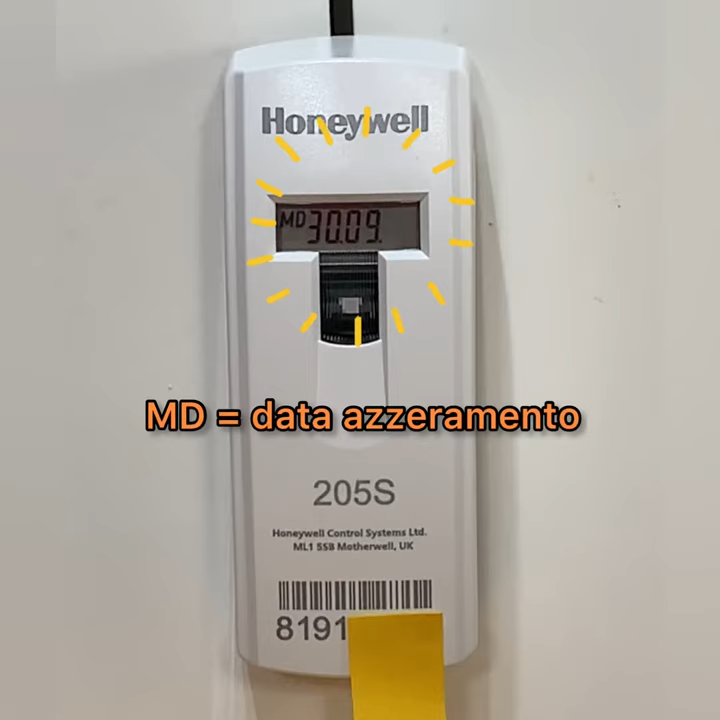 Honeywell
MD 30.09.
MD = data azzeramento
205S
Honeywell Control Systems Ltd.
ML1 5SB Motherwell, UK
8191